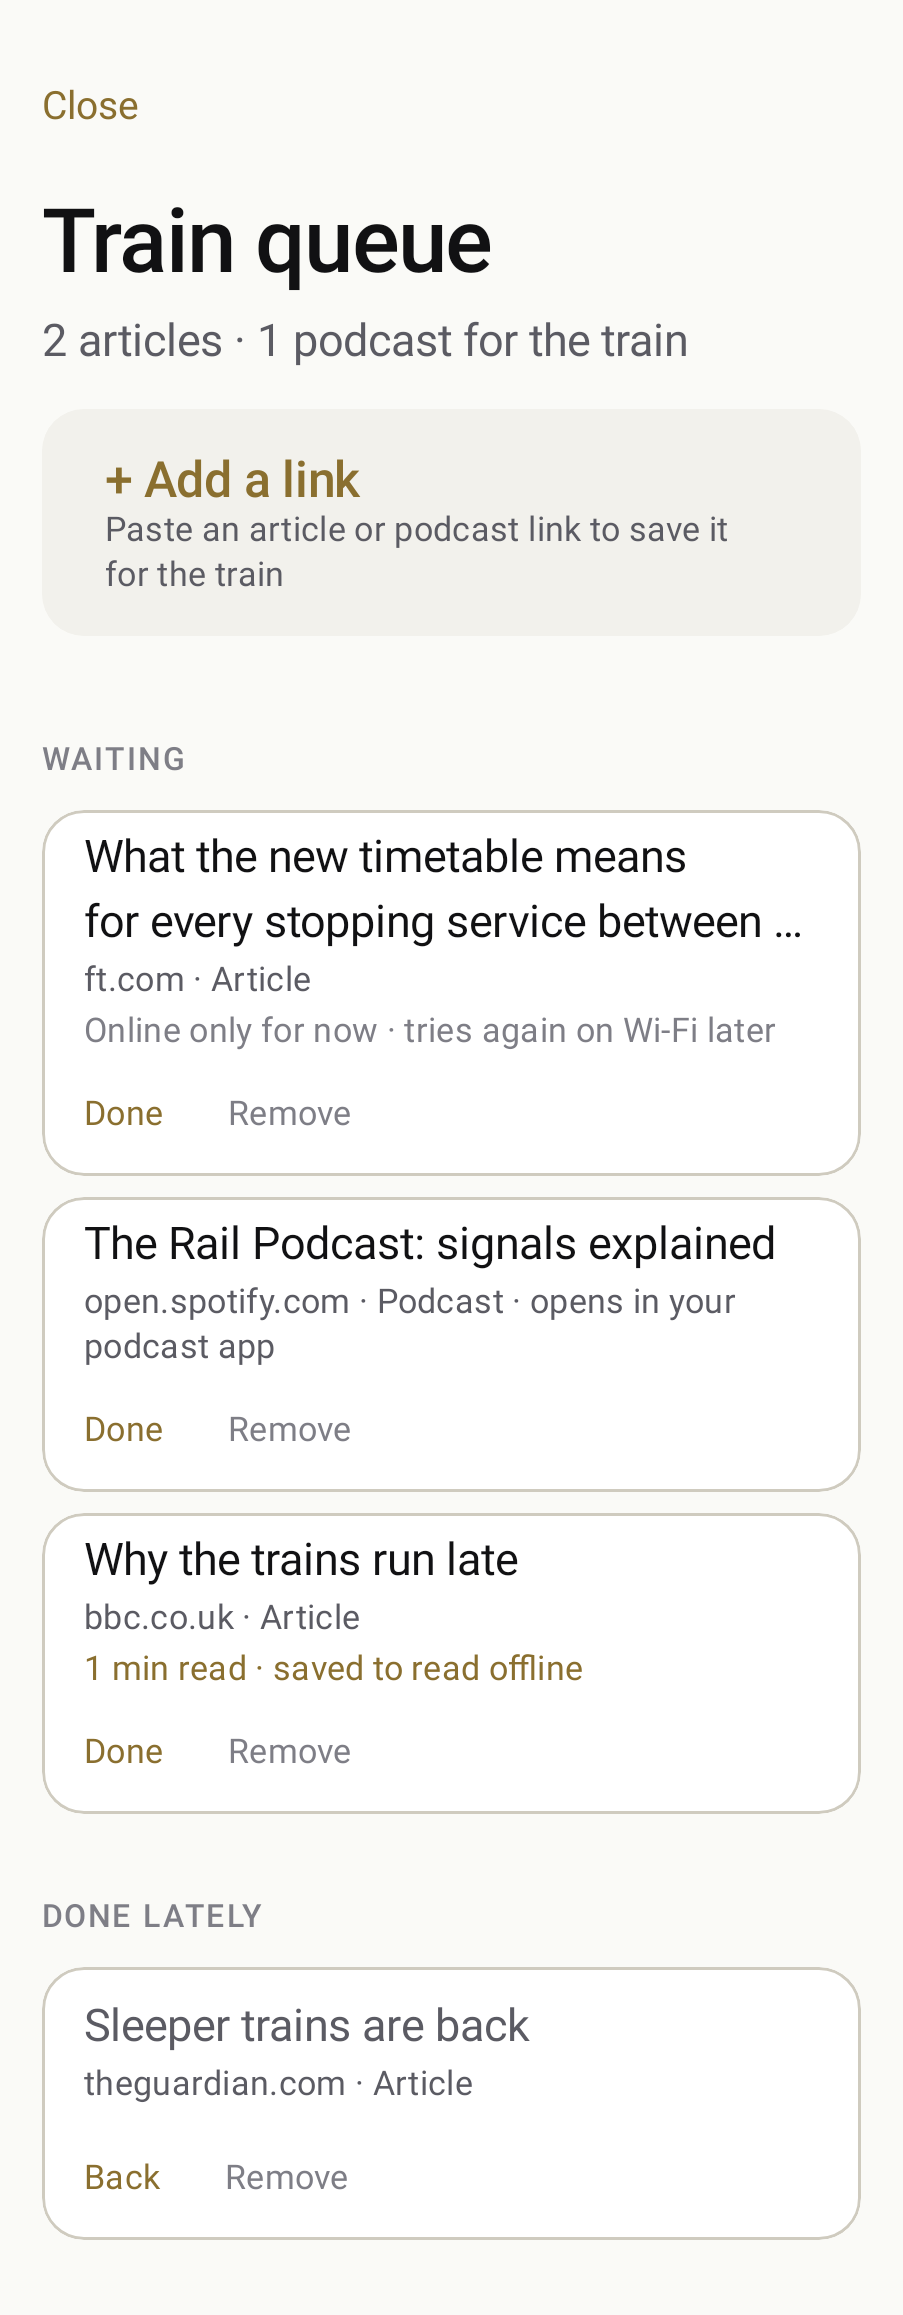 Close
Train queue
2 articles · 1 podcast for the train
+ Add a link
Paste an article or podcast link to save it
for the train
WAITING
What the new timetable means
for every stopping service between …
ft.com · Article
Online only for now · tries again on Wi-Fi later
Done Remove
The Rail Podcast: signals explained
open.spotify.com · Podcast · opens in your
podcast app
Done Remove
Why the trains run late
bbc.co.uk · Article
1 min read · saved to read offline
Done Remove
DONE LATELY
Sleeper trains are back
theguardian.com · Article
Back Remove